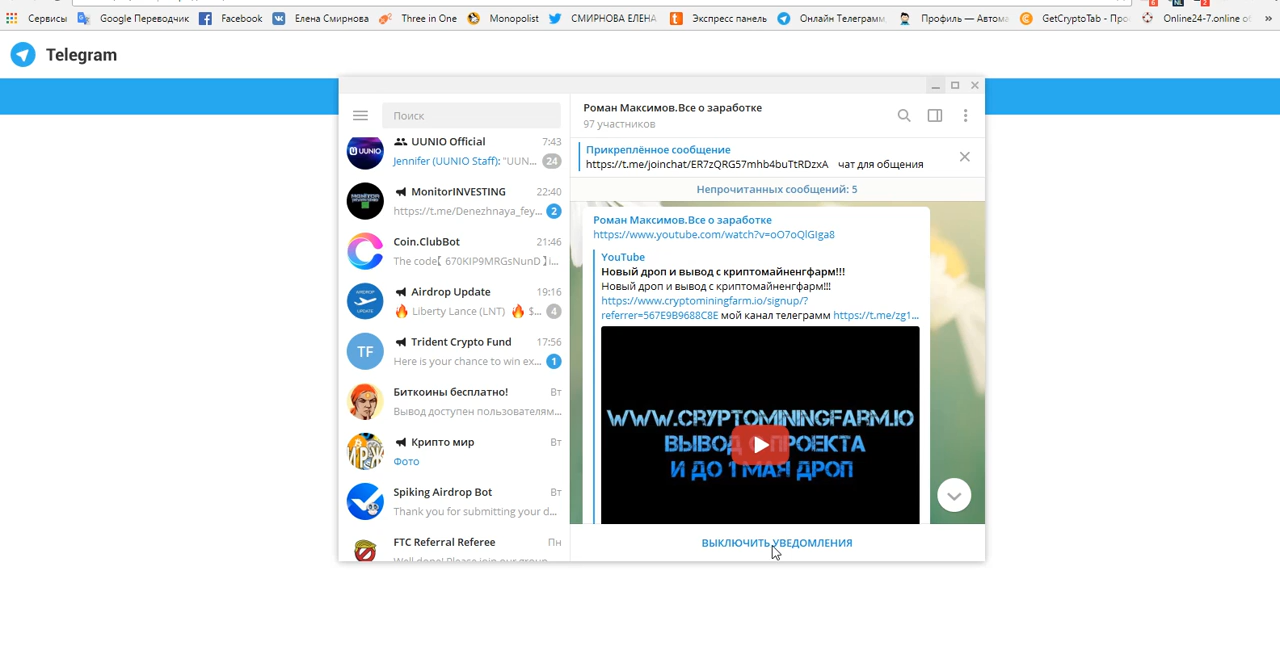 Сервисы
Google Переводчик
Facebook
Елена Смирнова
Three in One
Monopolist
СМИРНОВА ЕЛЕНА
Экспресс панель
Онлайн Телеграмм
Профиль — Автома
GetCryptoTab - Про
Online24-7.online о
»
Telegram
Поиск
UUNIO Official 7:43
Jennifer (UUNIO Staff): "UUN... 24
MonitorINVESTING 22:40
https://t.me/Denezhnaya_fey... 2
Coin.ClubBot 21:46
The code【 670KIP9MRGsNunD 】i...
Airdrop Update 19:16
🔥 Liberty Lance (LNT) 🔥 $... 4
TF
Trident Crypto Fund 17:56
Here is your chance to win ex... 1
Биткоины бесплатно! Вт
Вывод доступен пользователям...
Крипто мир Вт
Фото
Spiking Airdrop Bot Вт
Thank you for submitting your d...
FTC Referral Referee Пн
Well done! Please join our group
Роман Максимов.Все о заработке
97 участников
Прикреплённое сообщение
https://t.me/joinchat/ER7zQRG57mhb4buTtRDzxA чат для общения
Непрочитанных сообщений: 5
Роман Максимов.Все о заработке
https://www.youtube.com/watch?v=oO7oQlGIga8
YouTube
Новый дроп и вывод с криптомайненгфарм!!!
Новый дроп и вывод с криптомайненгфарм!!!
https://www.cryptominingfarm.io/signup/?
referrer=567E9B9688C8E мой канал телеграмм https://t.me/zg1...
WWW.CRYPTOMININGFARM.IO
ВЫВОД С ПРОЕКТА
И ДО 1 МАЯ ДРОП
ВЫКЛЮЧИТЬ УВЕДОМЛЕНИЯ